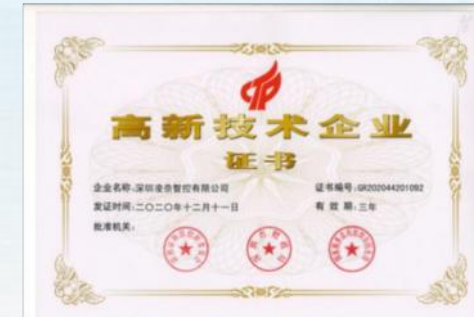 高新技术企业
证书
企业名称:深圳凌奈智控有限公司
证书编号:GR202044201092
发证时间:二〇二〇年十二月十一日
有效期:三年
批准机关: